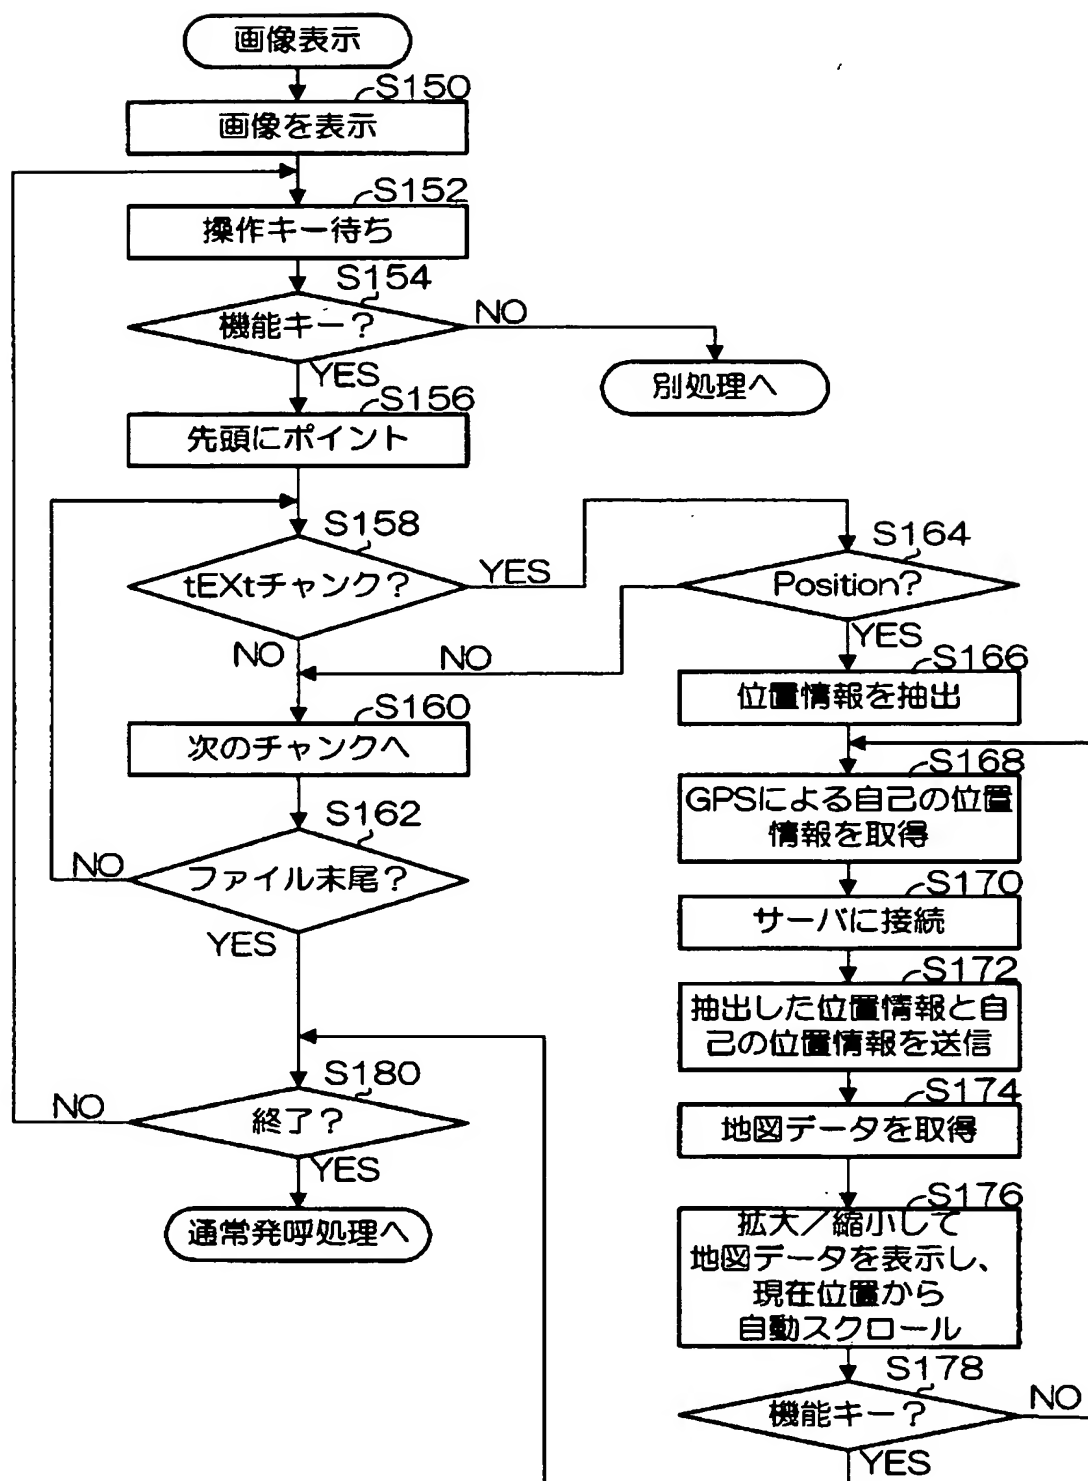 画像表示
S150
画像を表示
S152
操作キー待ち
S154
機能キー？
NO
YES
別処理へ
S156
先頭にポイント
S158
tEXtチャンク？
YES
NO
S164
Position？
NO
YES
S160
次のチャンクへ
S162
ファイル末尾？
NO
YES
S166
位置情報を抽出
S168
GPSによる自己の位置
情報を取得
S170
サーバに接続
S172
抽出した位置情報と自
己の位置情報を送信
S174
地図データを取得
S176
拡大／縮小して
地図データを表示し、
現在位置から
自動スクロール
S178
機能キー？
NO
YES
S180
終了？
NO
YES
通常発呼処理へ